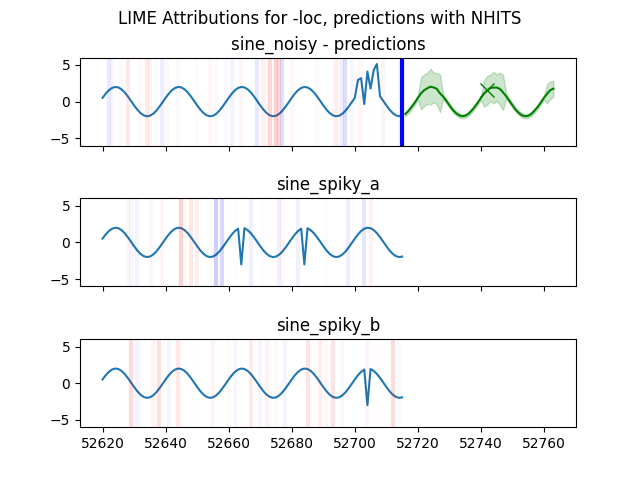 LIME Attributions for -loc, predictions with NHITS
sine_noisy - predictions
5
0
−5
sine_spiky_a
5
0
−5
sine_spiky_b
5
0
−5
52620 52640 52660 52680 52700 52720 52740 52760